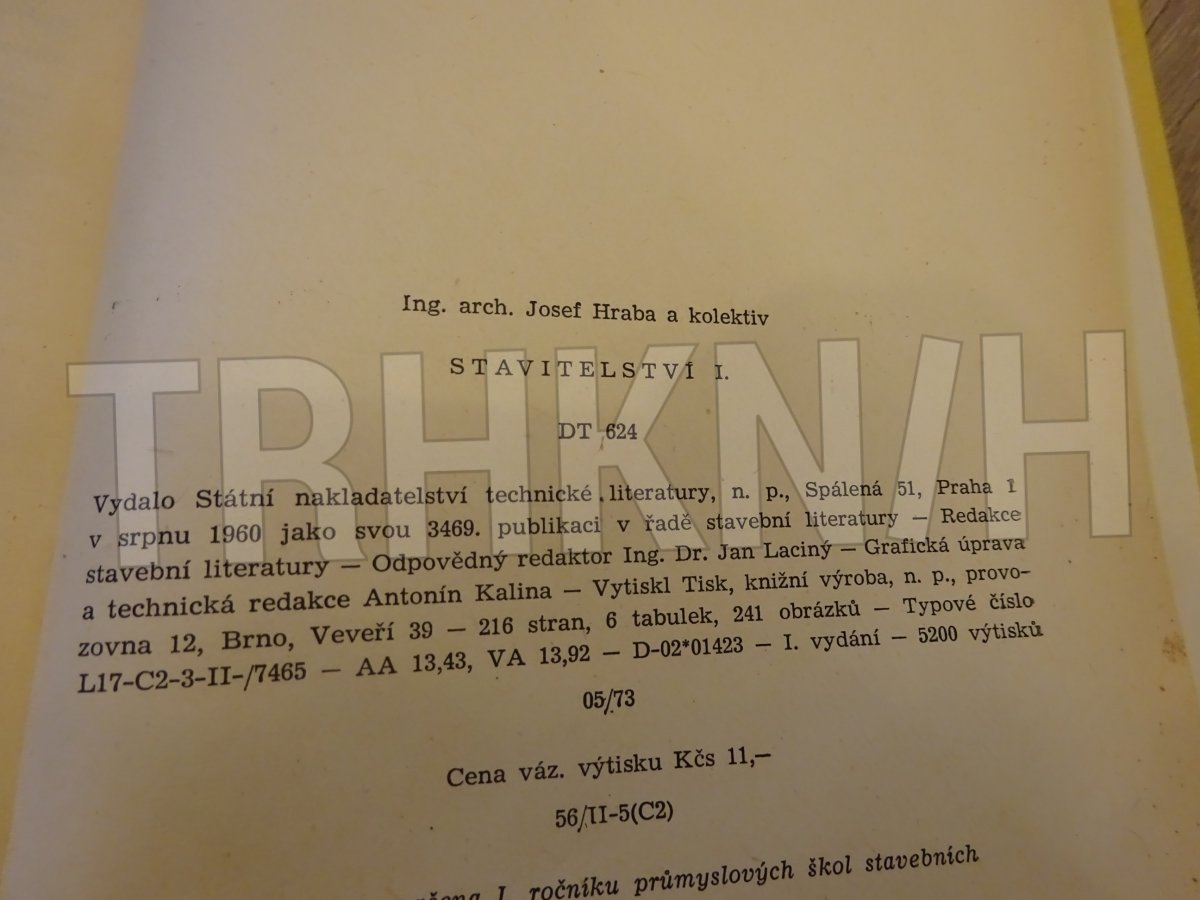 Ing. arch. Josef Hraba a kolektiv
STAVITELSTVÍ I.
TRHKNIH
DT 624
Vydalo Státní nakladatelství technické literatury, n. p., Spálená 51, Praha 1
v srpnu 1960 jako svou 3469. publikaci v řadě stavební literatury — Redakce
stavební literatury — Odpovědný redaktor Ing. Dr. Jan Laciný — Grafická úprava
a technická redakce Antonín Kalina — Vytiskl Tisk, knižní výroba, n. p., provo-
zovna 12, Brno, Veveří 39 — 216 stran, 6 tabulek, 241 obrázků — Typové číslo
L17-C2-3-II-/7465 — AA 13,43, VA 13,92 — D-02*01423 — I. vydání — 5200 výtisků
05/73
Cena váz. výtisku Kčs 11,—
56/II-5(C2)
I. ročníku průmyslových škol stavebních